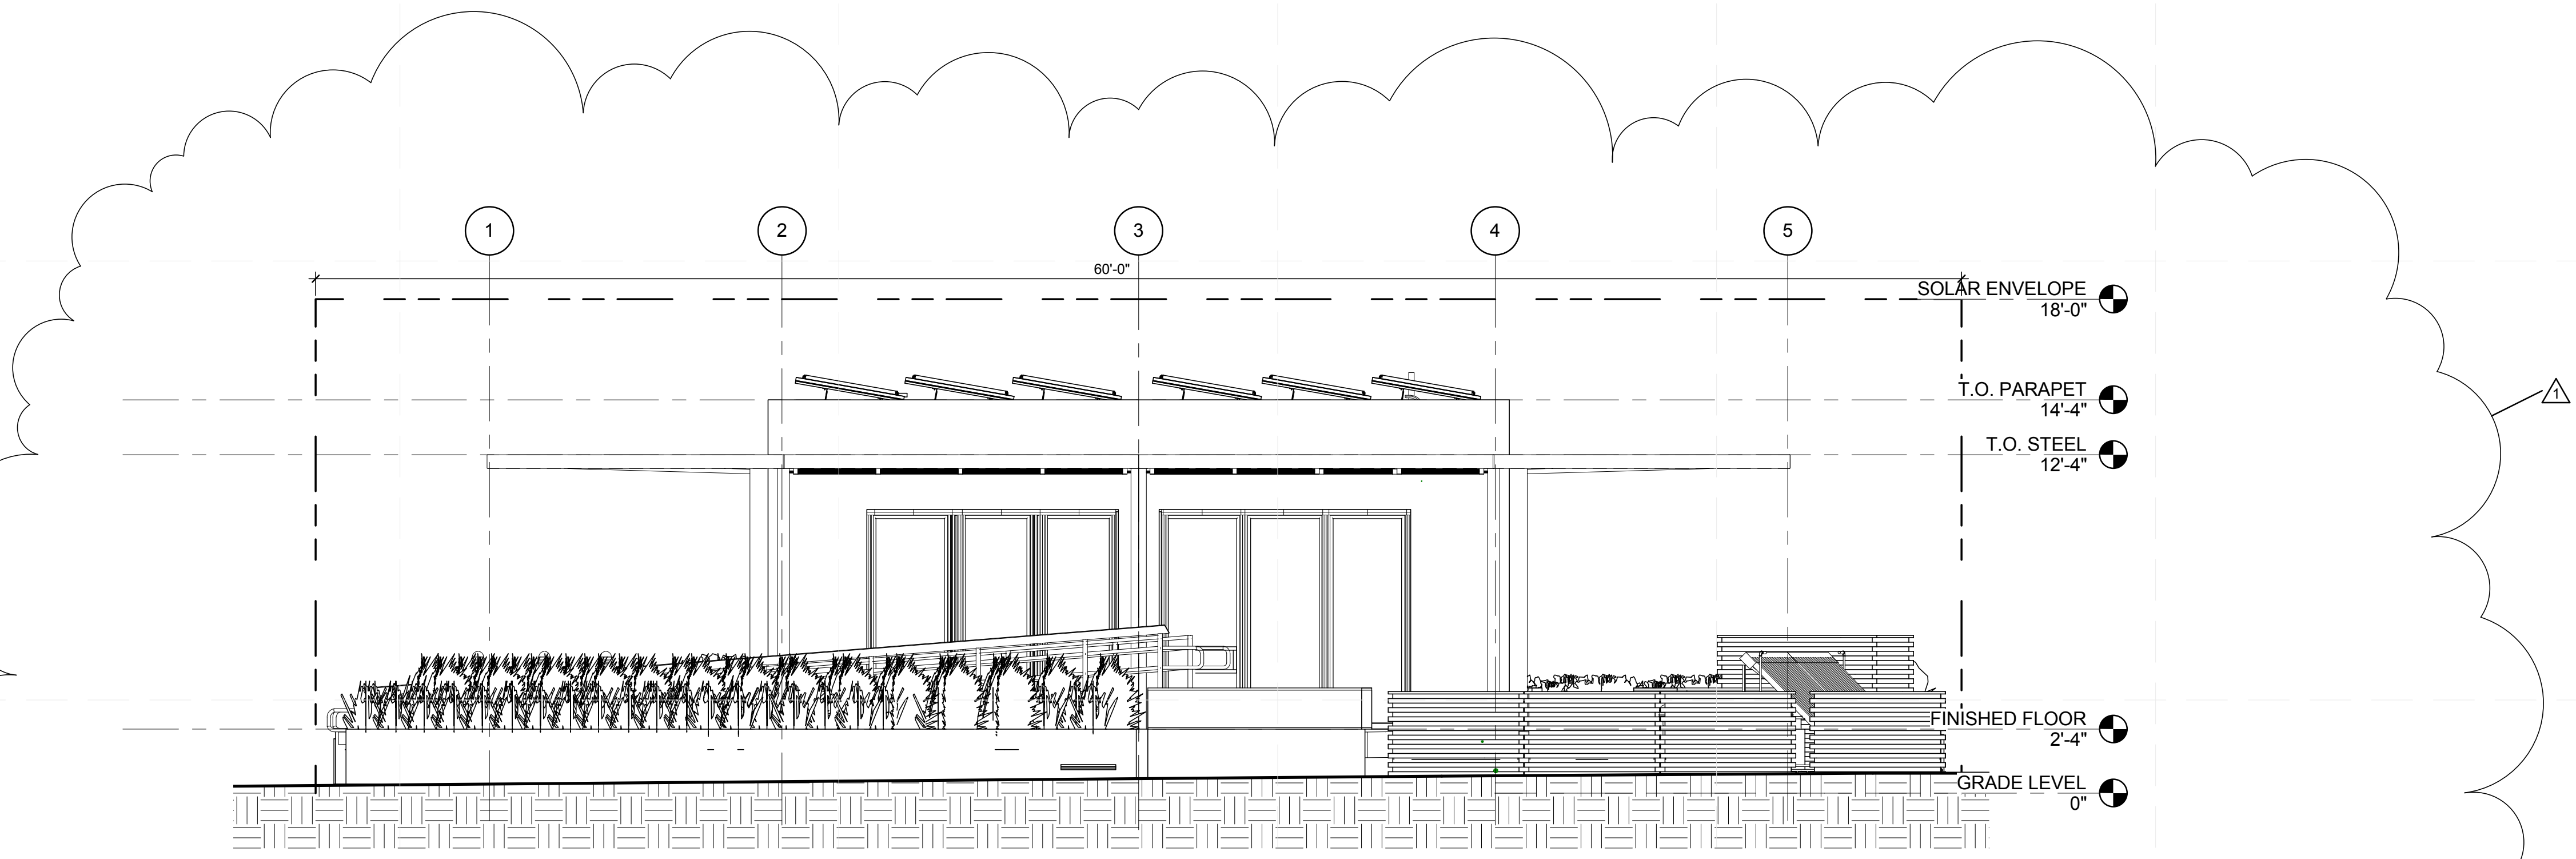 1
2
3
4
5
60'-0"
SOLAR ENVELOPE
18'-0"
T.O. PARAPET
14'-4"
1
T.O. STEEL
12'-4"
FINISHED FLOOR
2'-4"
GRADE LEVEL
0"